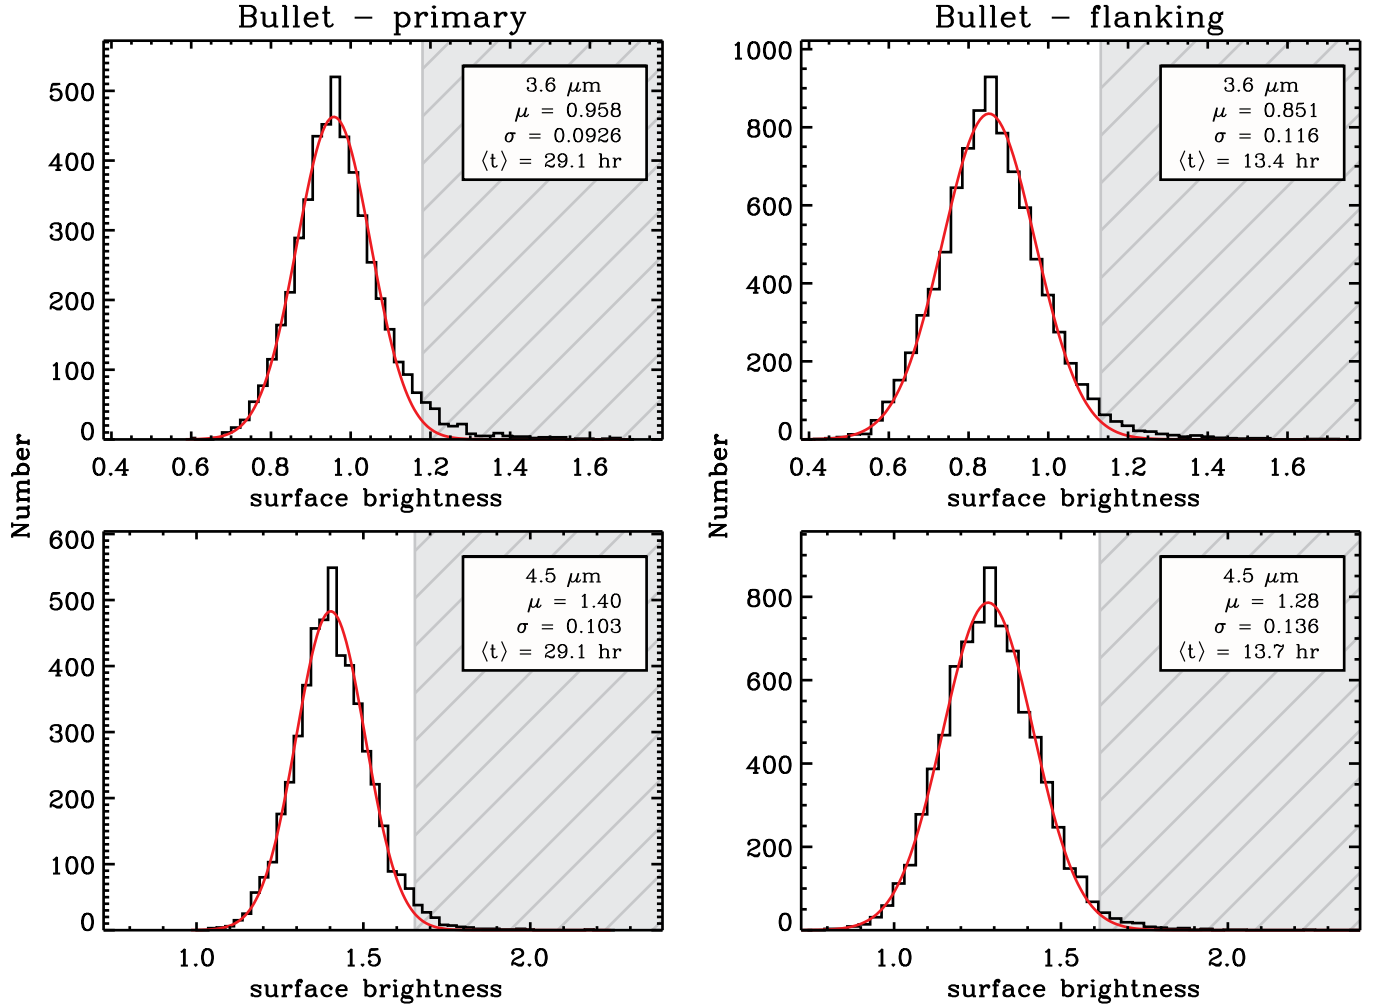 Bullet – primary
Bullet – flanking
500
400
300
200
100
0
3.6 μm
μ = 0.958
σ = 0.0926
⟨t⟩ = 29.1 hr
0.4 0.6 0.8 1.0 1.2 1.4 1.6
surface brightness
1000
800
600
400
200
0
3.6 μm
μ = 0.851
σ = 0.116
⟨t⟩ = 13.4 hr
0.4 0.6 0.8 1.0 1.2 1.4 1.6
surface brightness
Number
Number
600
500
400
300
200
100
0
4.5 μm
μ = 1.40
σ = 0.103
⟨t⟩ = 29.1 hr
1.0 1.5 2.0
surface brightness
800
600
400
200
0
4.5 μm
μ = 1.28
σ = 0.136
⟨t⟩ = 13.7 hr
1.0 1.5 2.0
surface brightness